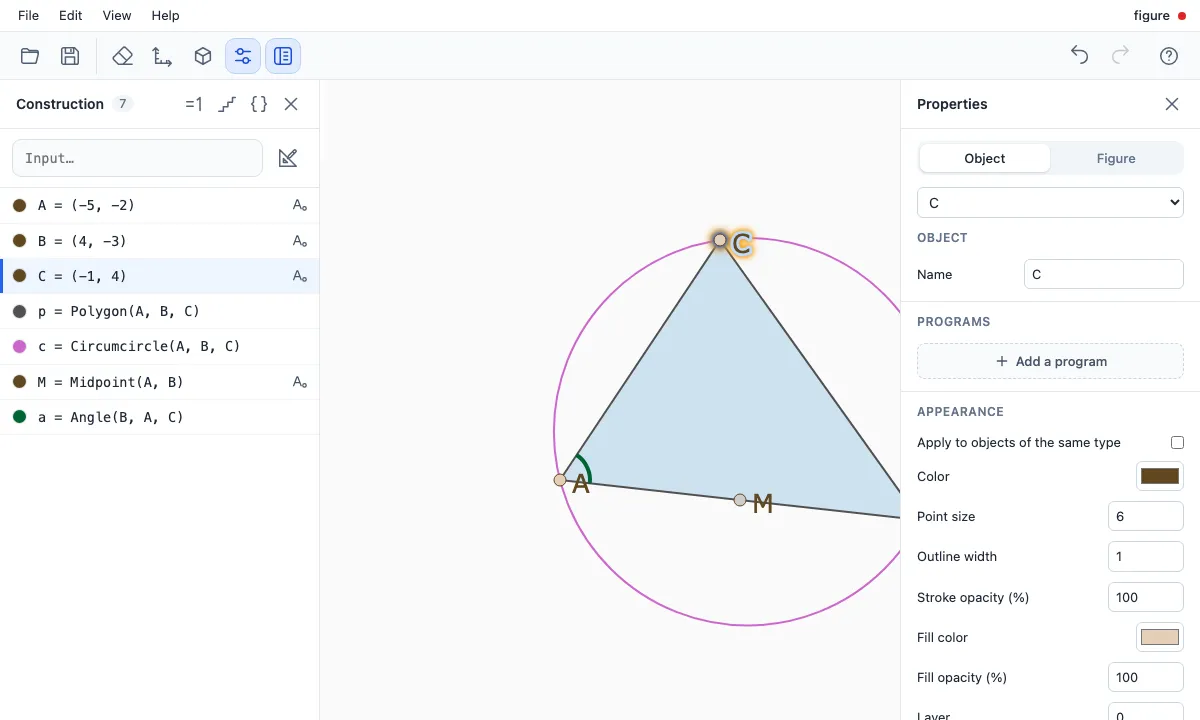 File Edit View Help
figure
Construction 7
=1 { }
Input…
A = (−5, −2)
B = (4, −3)
C = (−1, 4)
p = Polygon(A, B, C)
c = Circumcircle(A, B, C)
M = Midpoint(A, B)
a = Angle(B, A, C)
C
A
M
Properties
Object Figure
C
OBJECT
Name C
PROGRAMS
+ Add a program
APPEARANCE
Apply to objects of the same type
Color
Point size 6
Outline width 1
Stroke opacity (%) 100
Fill color
Fill opacity (%) 100
Layer 0